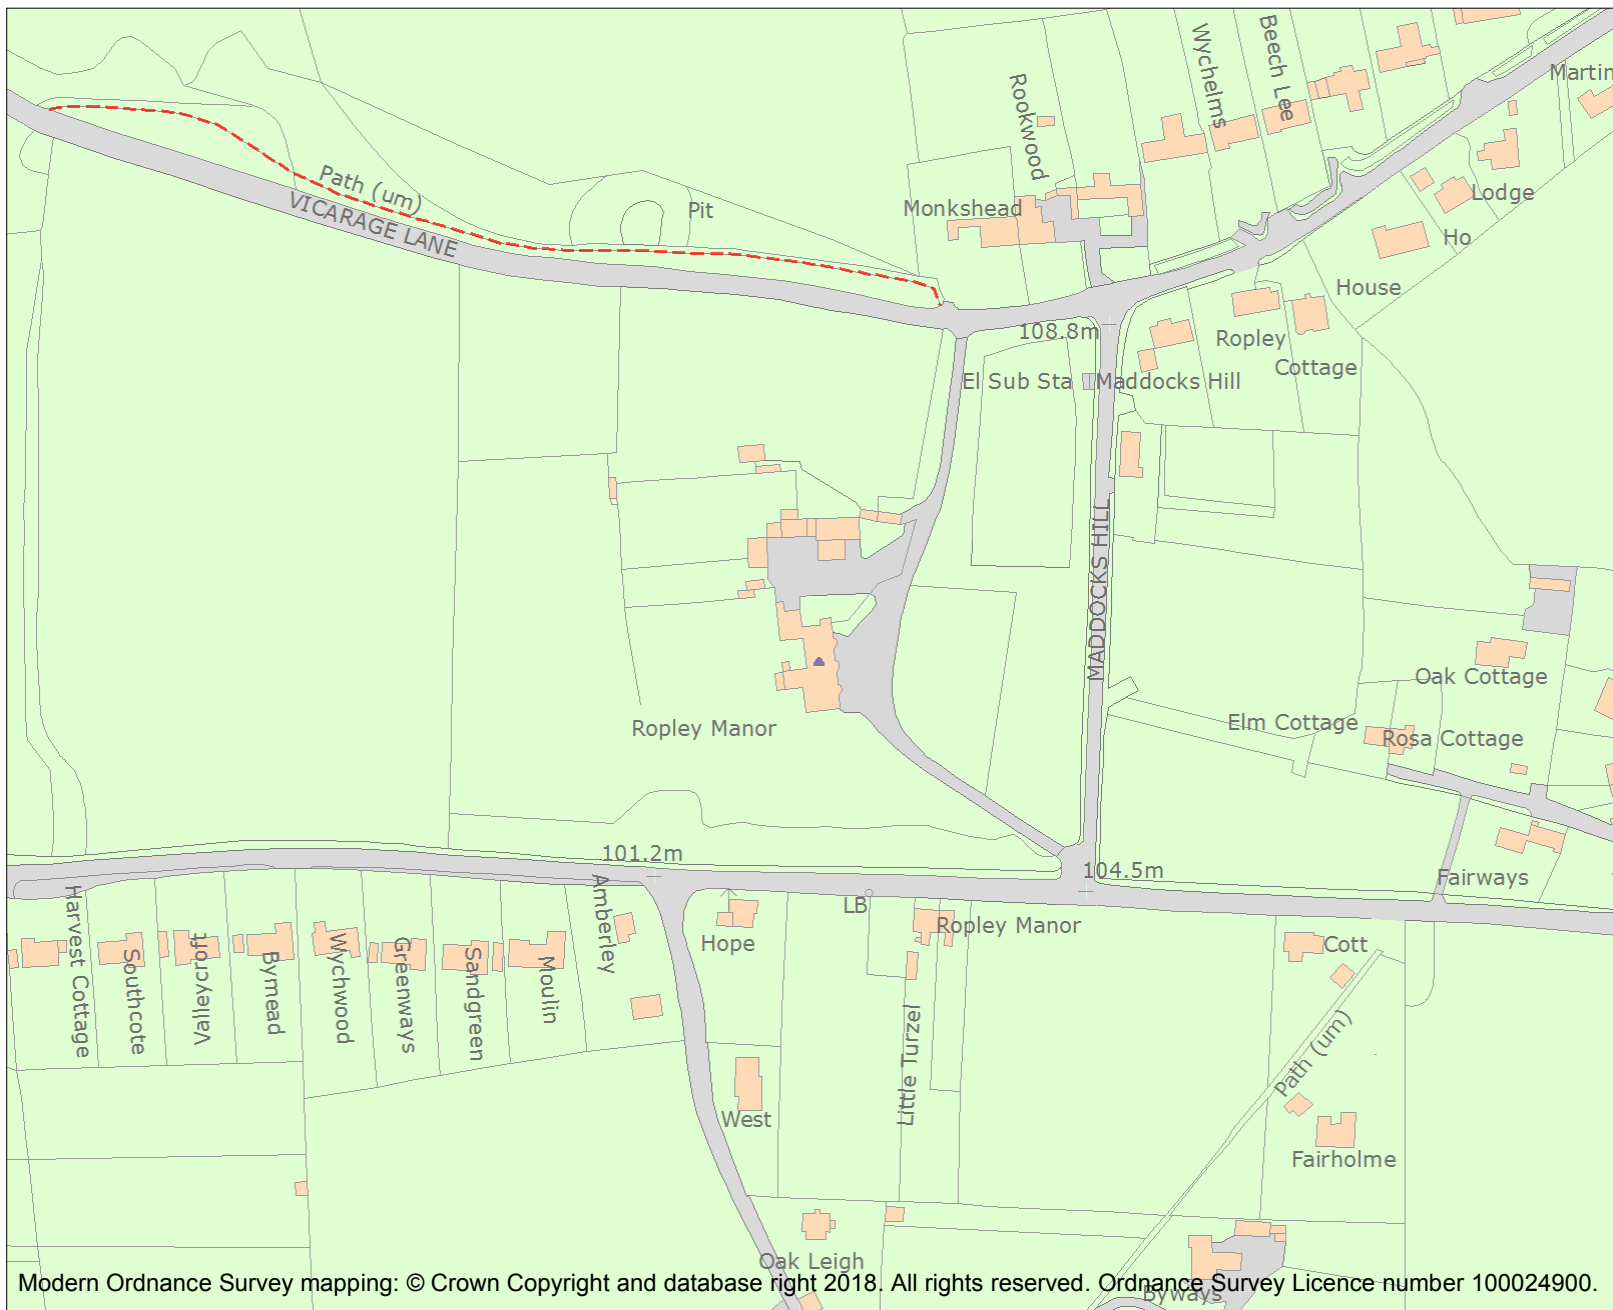 Martin
Beech Lee
Wychelms
Rookwood
Path (um)
VICARAGE LANE
Pit
Monkshead
Lodge
Ho
House
108.8m
Ropley
Cottage
El Sub Sta
Maddocks Hill
MADDOCKS HILL
Oak Cottage
Elm Cottage
Rosa Cottage
Ropley Manor
101.2m
104.5m
Fairways
Harvest Cottage
Southcote
Valleycroft
Bymead
Wychwood
Greenways
Sandgreen
Moulin
Amberley
Hope
LB
Ropley Manor
Cott
Little Turzel
Path (um)
West
Fairholme
Oak Leigh
Byways
Modern Ordnance Survey mapping: © Crown Copyright and database right 2018. All rights reserved. Ordnance Survey Licence number 100024900.